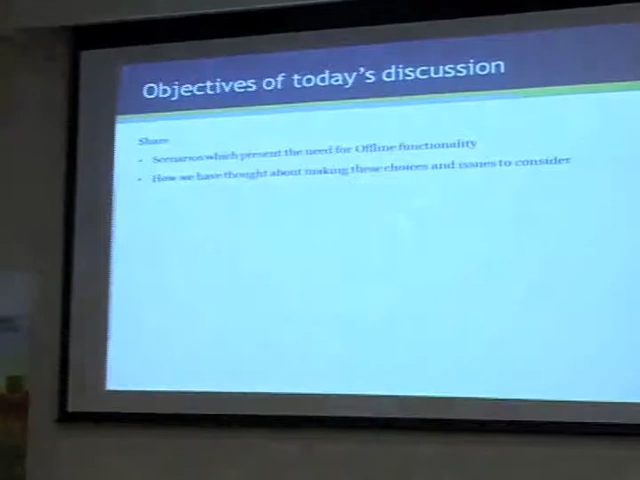 Objectives of today's discussion
Share
- Scenarios which present the need for Offline functionality
- How we have thought about making these choices and issues to consider